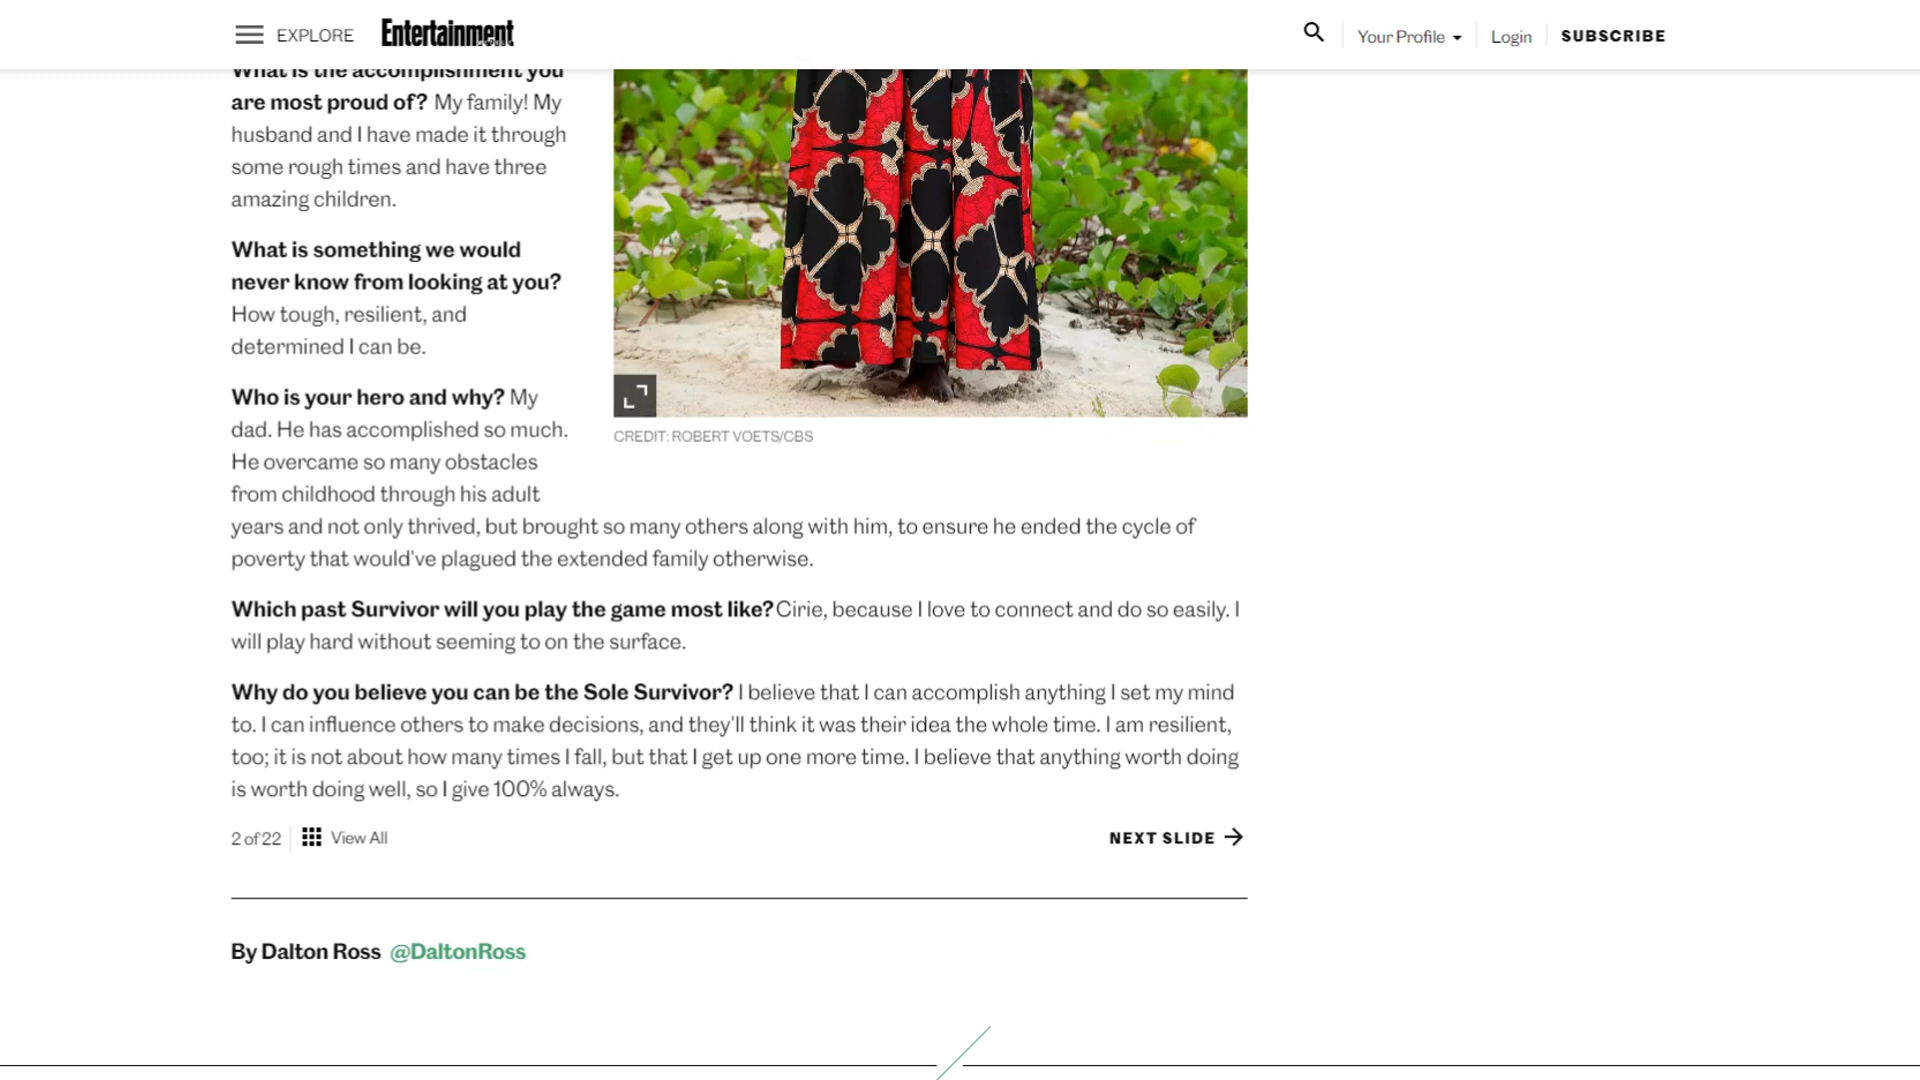 EXPLORE
Entertainment
Your Profile
Login
SUBSCRIBE
What is the accomplishment you
are most proud of? My family! My
husband and I have made it through
some rough times and have three
amazing children.
What is something we would
never know from looking at you?
How tough, resilient, and
determined I can be.
Who is your hero and why? My
dad. He has accomplished so much.
He overcame so many obstacles
from childhood through his adult
years and not only thrived, but brought so many others along with him, to ensure he ended the cycle of
poverty that would've plagued the extended family otherwise.
CREDIT: ROBERT VOETS/CBS
Which past Survivor will you play the game most like? Cirie, because I love to connect and do so easily. I
will play hard without seeming to on the surface.
Why do you believe you can be the Sole Survivor? I believe that I can accomplish anything I set my mind
to. I can influence others to make decisions, and they'll think it was their idea the whole time. I am resilient,
too; it is not about how many times I fall, but that I get up one more time. I believe that anything worth doing
is worth doing well, so I give 100% always.
2 of 22
View All
NEXT SLIDE
By Dalton Ross @DaltonRoss